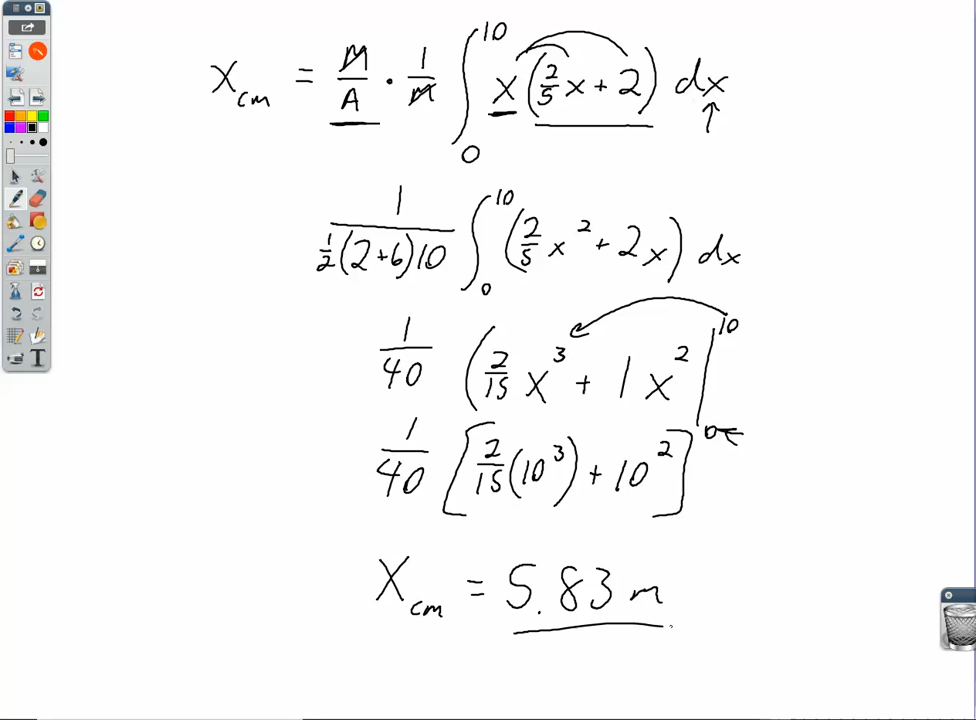 X_cm = M/A · 1/M ∫_0^10 x(2/5 x + 2) dx
1/(1/2(2+6)10) ∫_0^10 (2/5 x^2 + 2x) dx
1/40 (2/15 x^3 + 1x^2 |_0^10
1/40 [2/15(10^3) + 10^2]
X_cm = 5.83 m
T